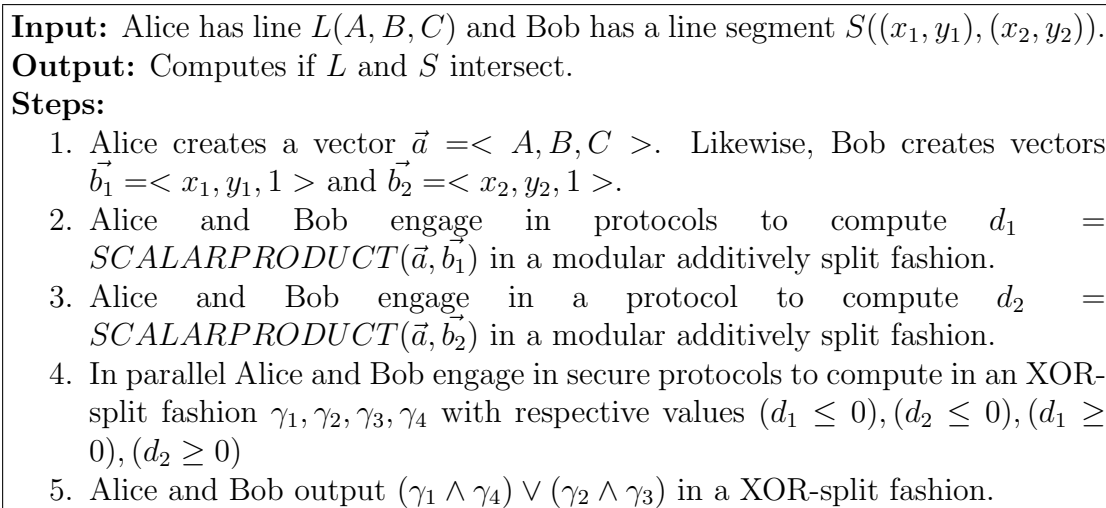 Input: Alice has line L(A, B, C) and Bob has a line segment S((x₁, y₁), (x₂, y₂)).
Output: Computes if L and S intersect.
Steps:
1. Alice creates a vector a⃗ =< A, B, C >. Likewise, Bob creates vectors
b⃗₁ =< x₁, y₁, 1 > and b⃗₂ =< x₂, y₂, 1 >.
2. Alice and Bob engage in protocols to compute d₁ =
SCALARPRODUCT(a⃗, b⃗₁) in a modular additively split fashion.
3. Alice and Bob engage in a protocol to compute d₂ =
SCALARPRODUCT(a⃗, b⃗₂) in a modular additively split fashion.
4. In parallel Alice and Bob engage in secure protocols to compute in an XOR-
split fashion γ₁, γ₂, γ₃, γ₄ with respective values (d₁ ≤ 0), (d₂ ≤ 0), (d₁ ≥
0), (d₂ ≥ 0)
5. Alice and Bob output (γ₁ ∧ γ₄) ∨ (γ₂ ∧ γ₃) in a XOR-split fashion.